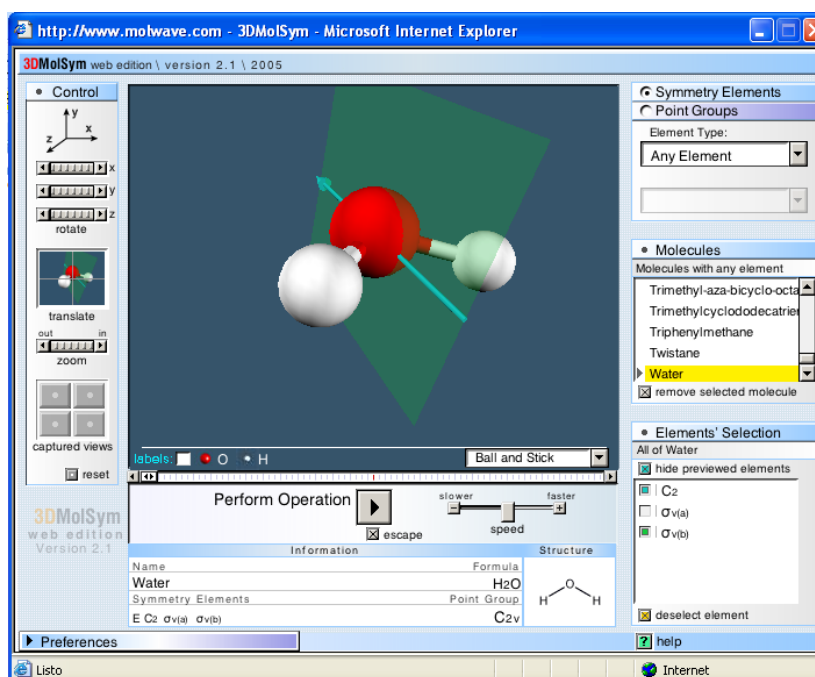 http://www.molwave.com - 3DMolSym - Microsoft Internet Explorer
3DMolSym web edition \ version 2.1 \ 2005
Control
y
x
z
x
y
z
rotate
translate
out in
zoom
captured views
reset
3DMolSym
web edition
Version 2.1
labels: O H
Ball and Stick
Perform Operation
escape
slower faster
speed
Information Structure
Name Formula
Water H2O
Symmetry Elements Point Group
E C2 σv(a) σv(b) C2v
O
H H
Symmetry Elements
Point Groups
Element Type:
Any Element
Molecules
Molecules with any element
Trimethyl-aza-bicyclo-octa
Trimethylcyclododecatrien
Triphenylmethane
Twistane
Water
remove selected molecule
Elements' Selection
All of Water
hide previewed elements
C2
σv(a)
σv(b)
deselect element
Preferences
? help
Listo Internet